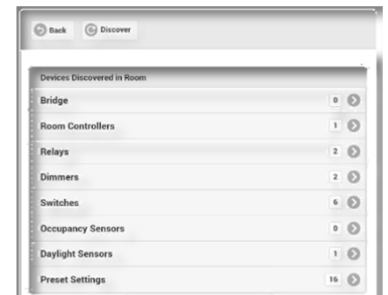 Back Discover
Devices Discovered in Room
Bridge 0
Room Controllers 1
Relays 2
Dimmers 2
Switches 6
Occupancy Sensors 0
Daylight Sensors 1
Preset Settings 16